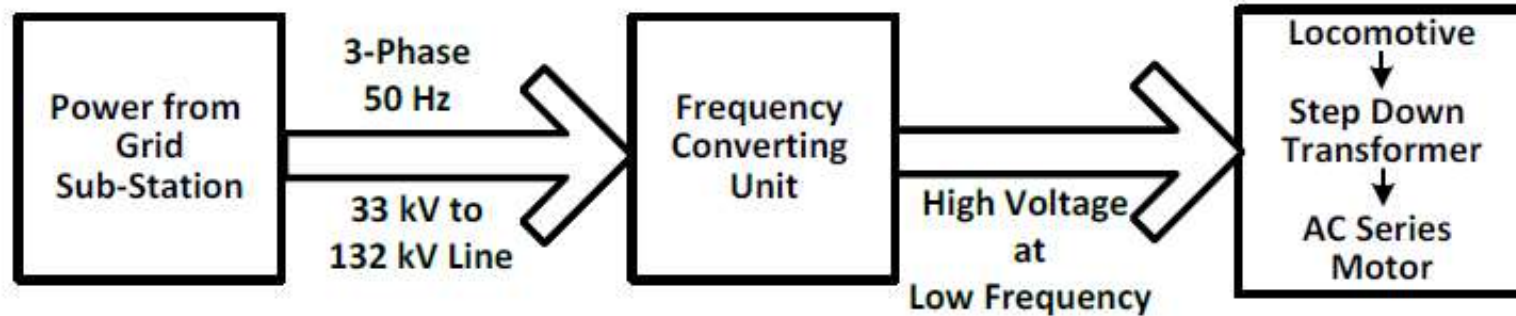 Power from
Grid
Sub-Station
3-Phase
50 Hz
33 kV to
132 kV Line
Frequency
Converting
Unit
High Voltage
at
Low Frequency
Locomotive
Step Down
Transformer
AC Series
Motor